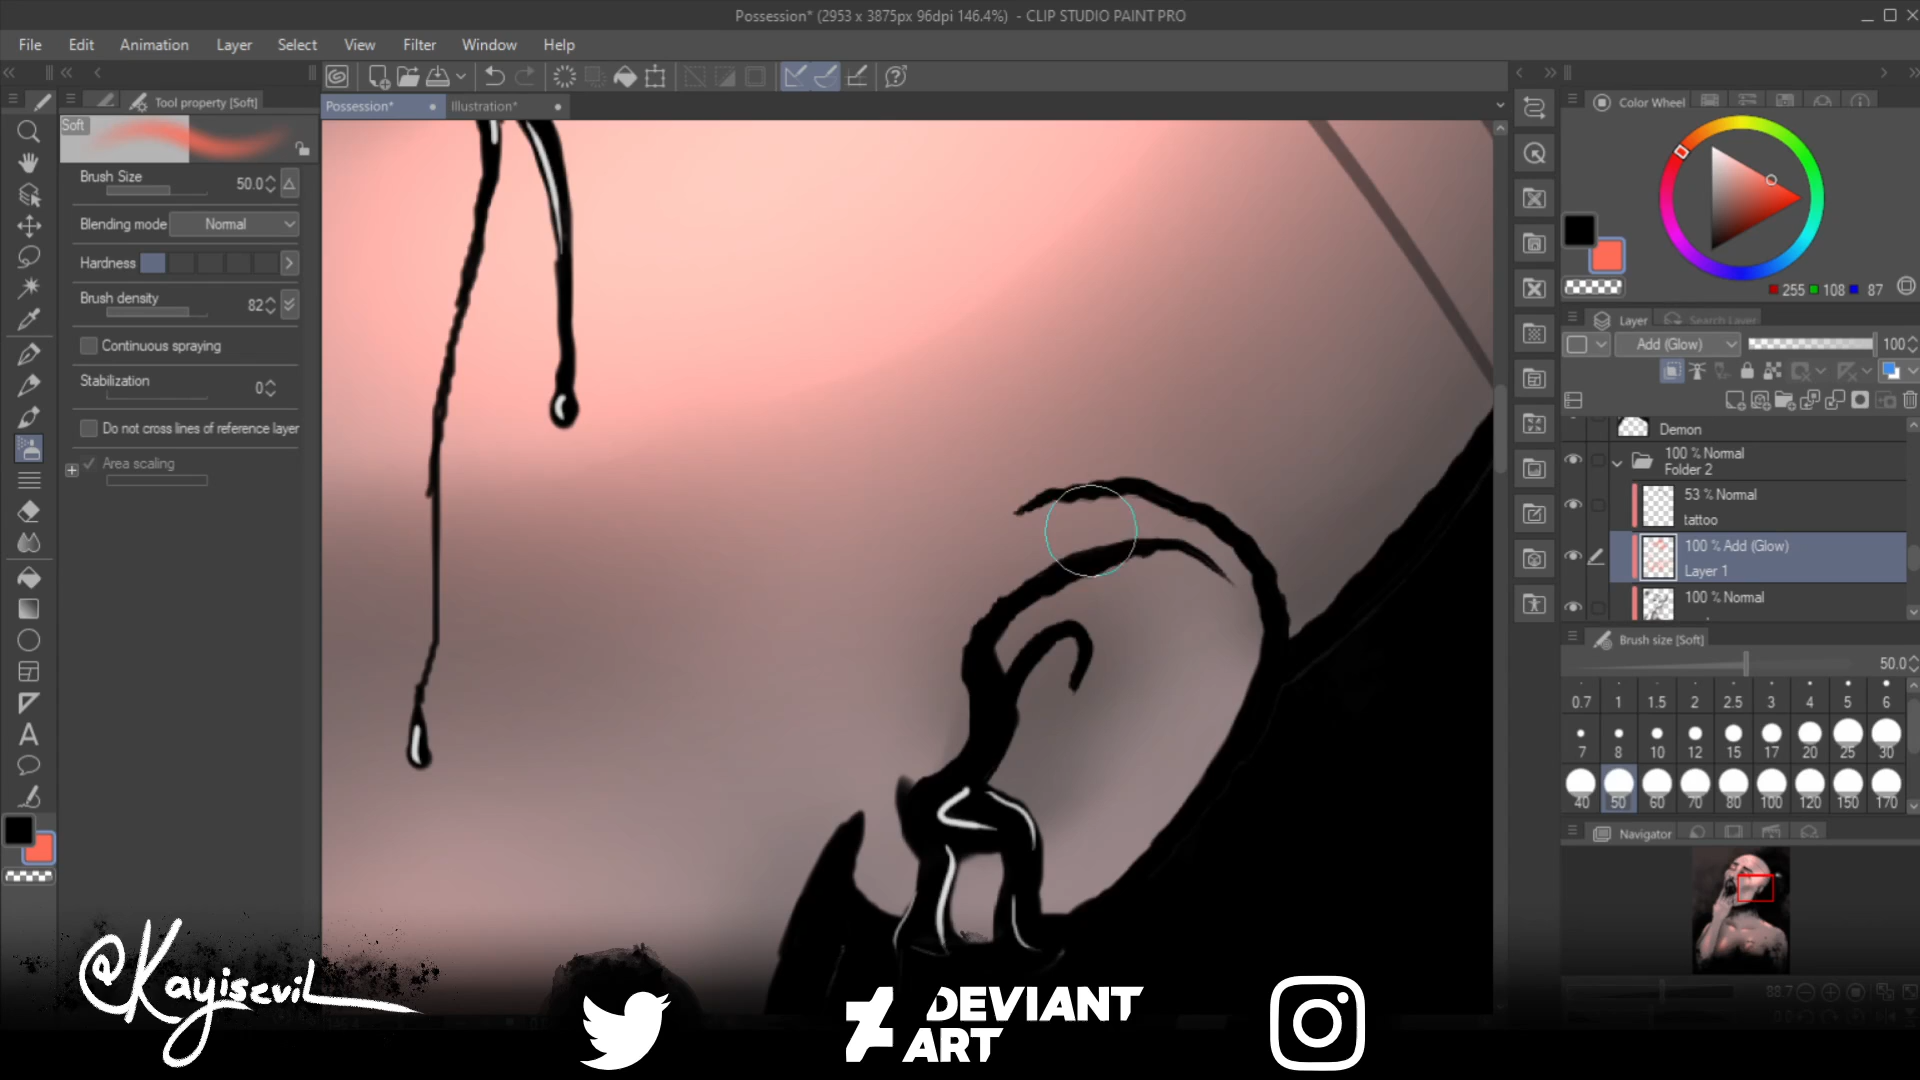 Possession* (2953 x 3875px 96dpi 146.4%) - CLIP STUDIO PAINT PRO
File Edit Animation Layer Select View Filter Window Help
Tool property [Soft]
Possession* Illustration*
Soft
Brush Size 50.0
Blending mode Normal
Hardness
Brush density 82
Continuous spraying
Stabilization 0
Do not cross lines of reference layer
Area scaling
Color Wheel
255 108 87
Layer Search Layer
Add (Glow) 100
Demon
100 % Normal
Folder 2
53 % Normal
tattoo
100 % Add (Glow)
Layer 1
100 % Normal
Brush size [Soft]
50.0
0.7 1 1.5 2 2.5 3 4 5 6
7 8 10 12 15 17 20 25 30
40 50 60 70 80 100 120 150 170
Navigator
88.7
@Kayisevil
DEVIANT
ART